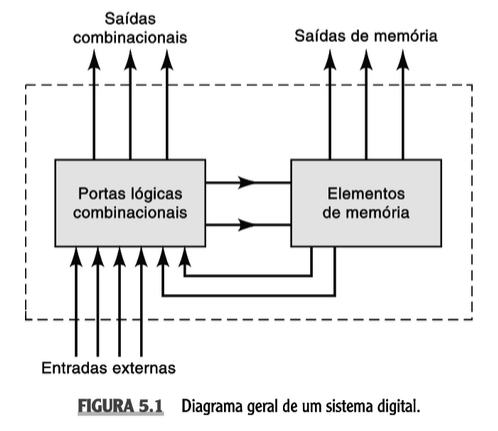 Saídas
combinacionais
Saídas de memória
Portas lógicas
combinacionais
Elementos
de memória
Entradas externas
FIGURA 5.1 Diagrama geral de um sistema digital.